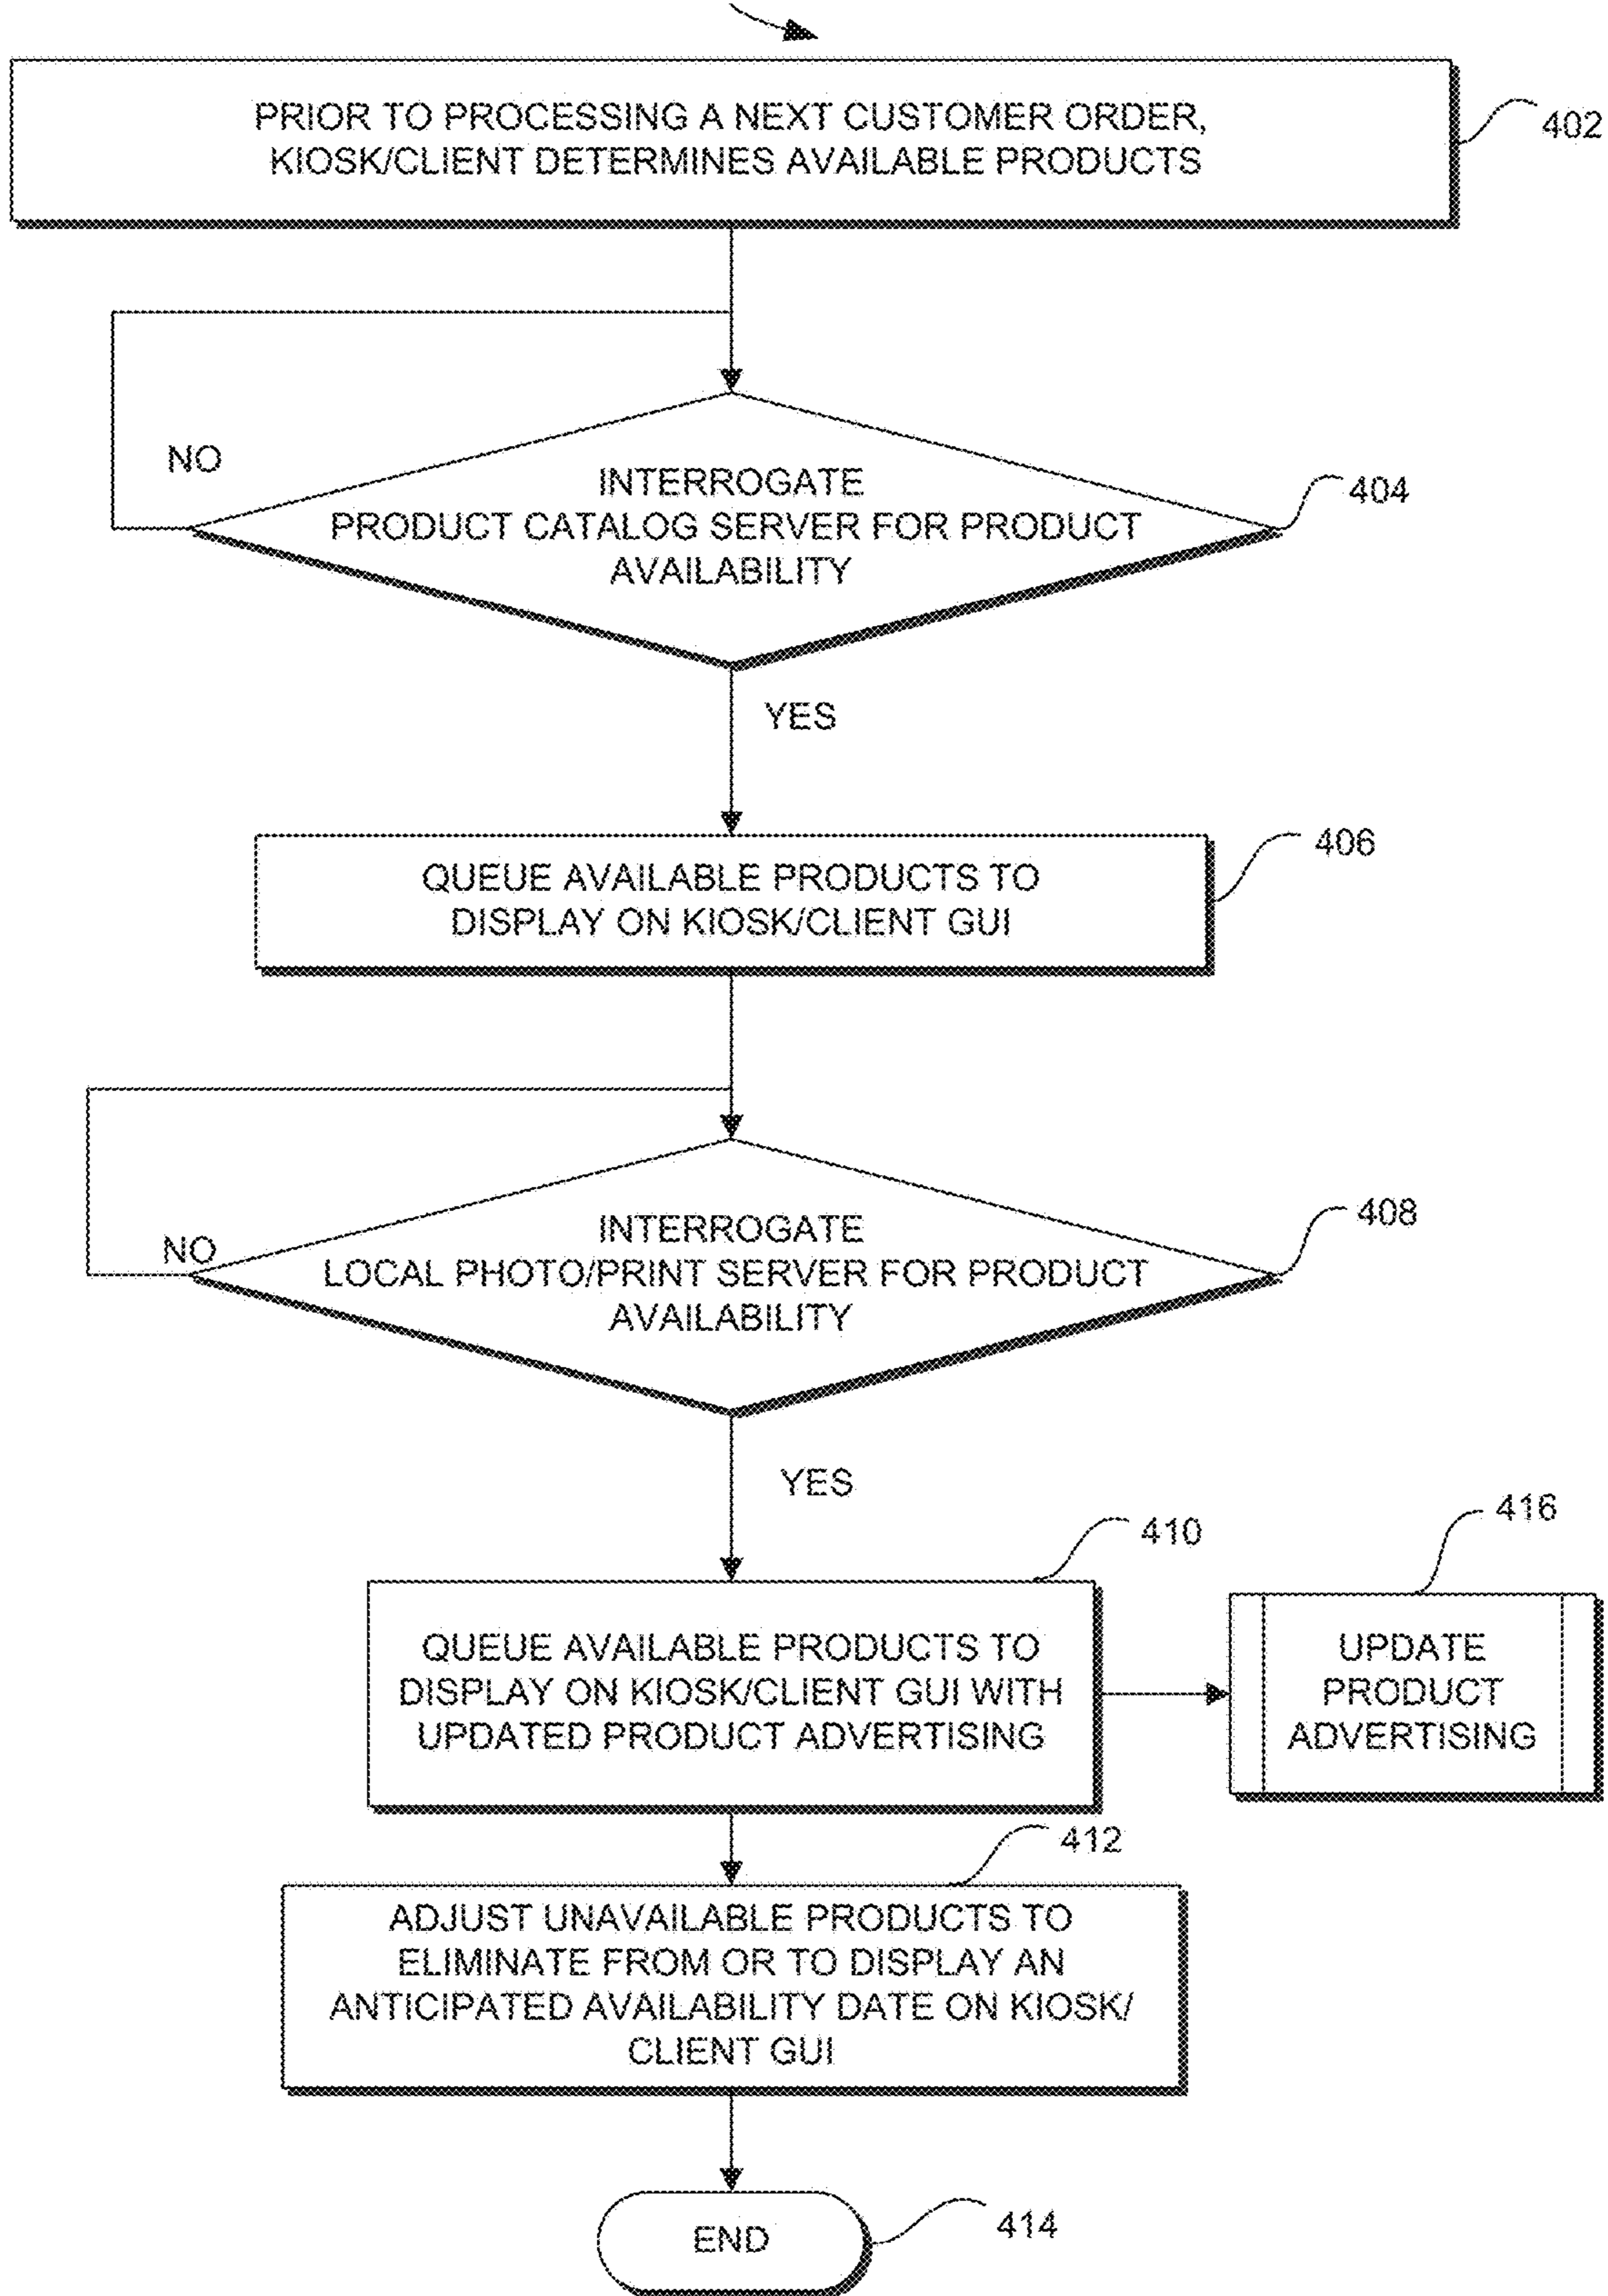 PRIOR TO PROCESSING A NEXT CUSTOMER ORDER,
KIOSK/CLIENT DETERMINES AVAILABLE PRODUCTS
402
NO
INTERROGATE
PRODUCT CATALOG SERVER FOR PRODUCT
AVAILABILITY
404
YES
QUEUE AVAILABLE PRODUCTS TO
DISPLAY ON KIOSK/CLIENT GUI
406
NO
INTERROGATE
LOCAL PHOTO/PRINT SERVER FOR PRODUCT
AVAILABILITY
408
YES
410
QUEUE AVAILABLE PRODUCTS TO
DISPLAY ON KIOSK/CLIENT GUI WITH
UPDATED PRODUCT ADVERTISING
416
UPDATE
PRODUCT
ADVERTISING
412
ADJUST UNAVAILABLE PRODUCTS TO
ELIMINATE FROM OR TO DISPLAY AN
ANTICIPATED AVAILABILITY DATE ON KIOSK/
CLIENT GUI
END
414